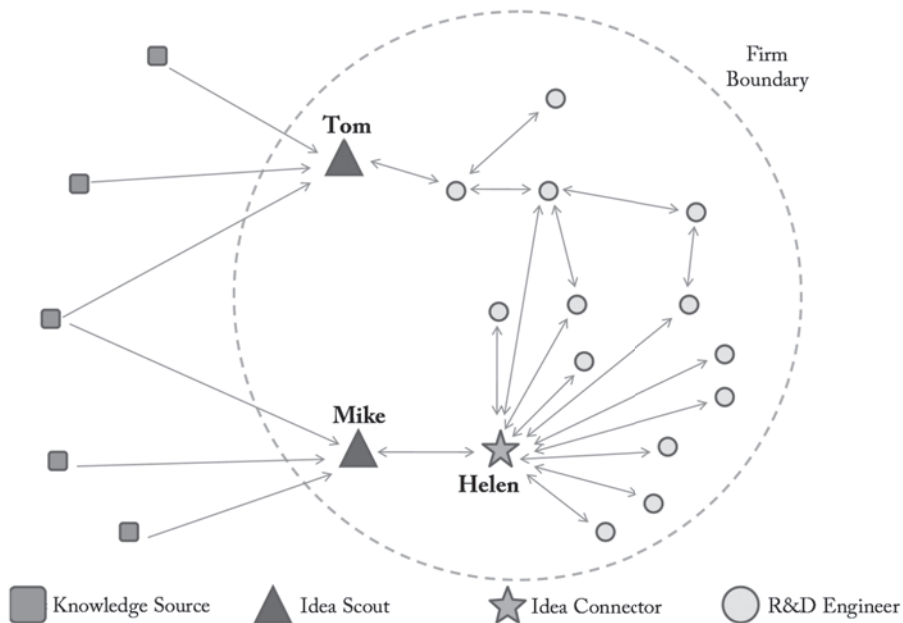 Firm
Boundary
Tom
Mike
Helen
Knowledge Source
Idea Scout
Idea Connector
R&D Engineer